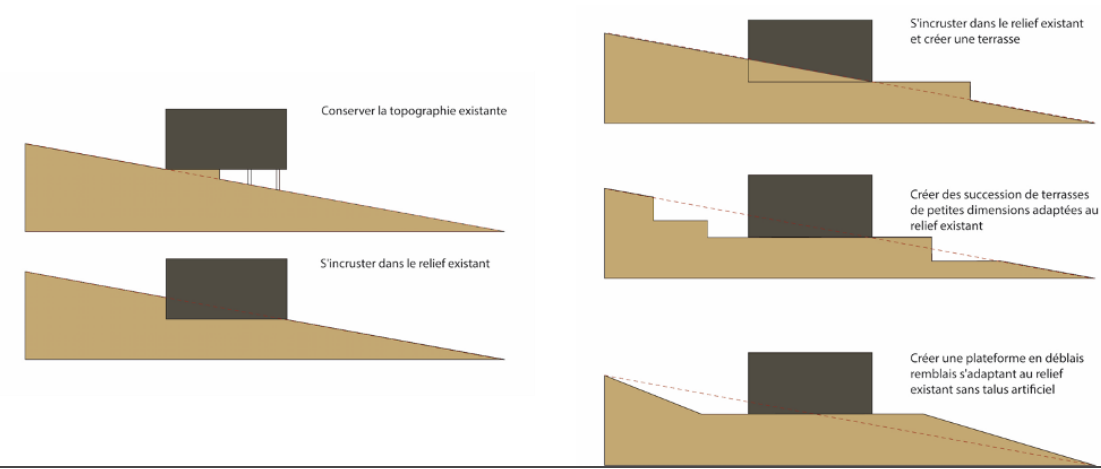 Conserver la topographie existante
S'incruster dans le relief existant
S'incruster dans le relief existant
et créer une terrasse
Créer des succession de terrasses
de petites dimensions adaptées au
relief existant
Créer une plateforme en déblais
remblais s'adaptant au relief
existant sans talus artificiel